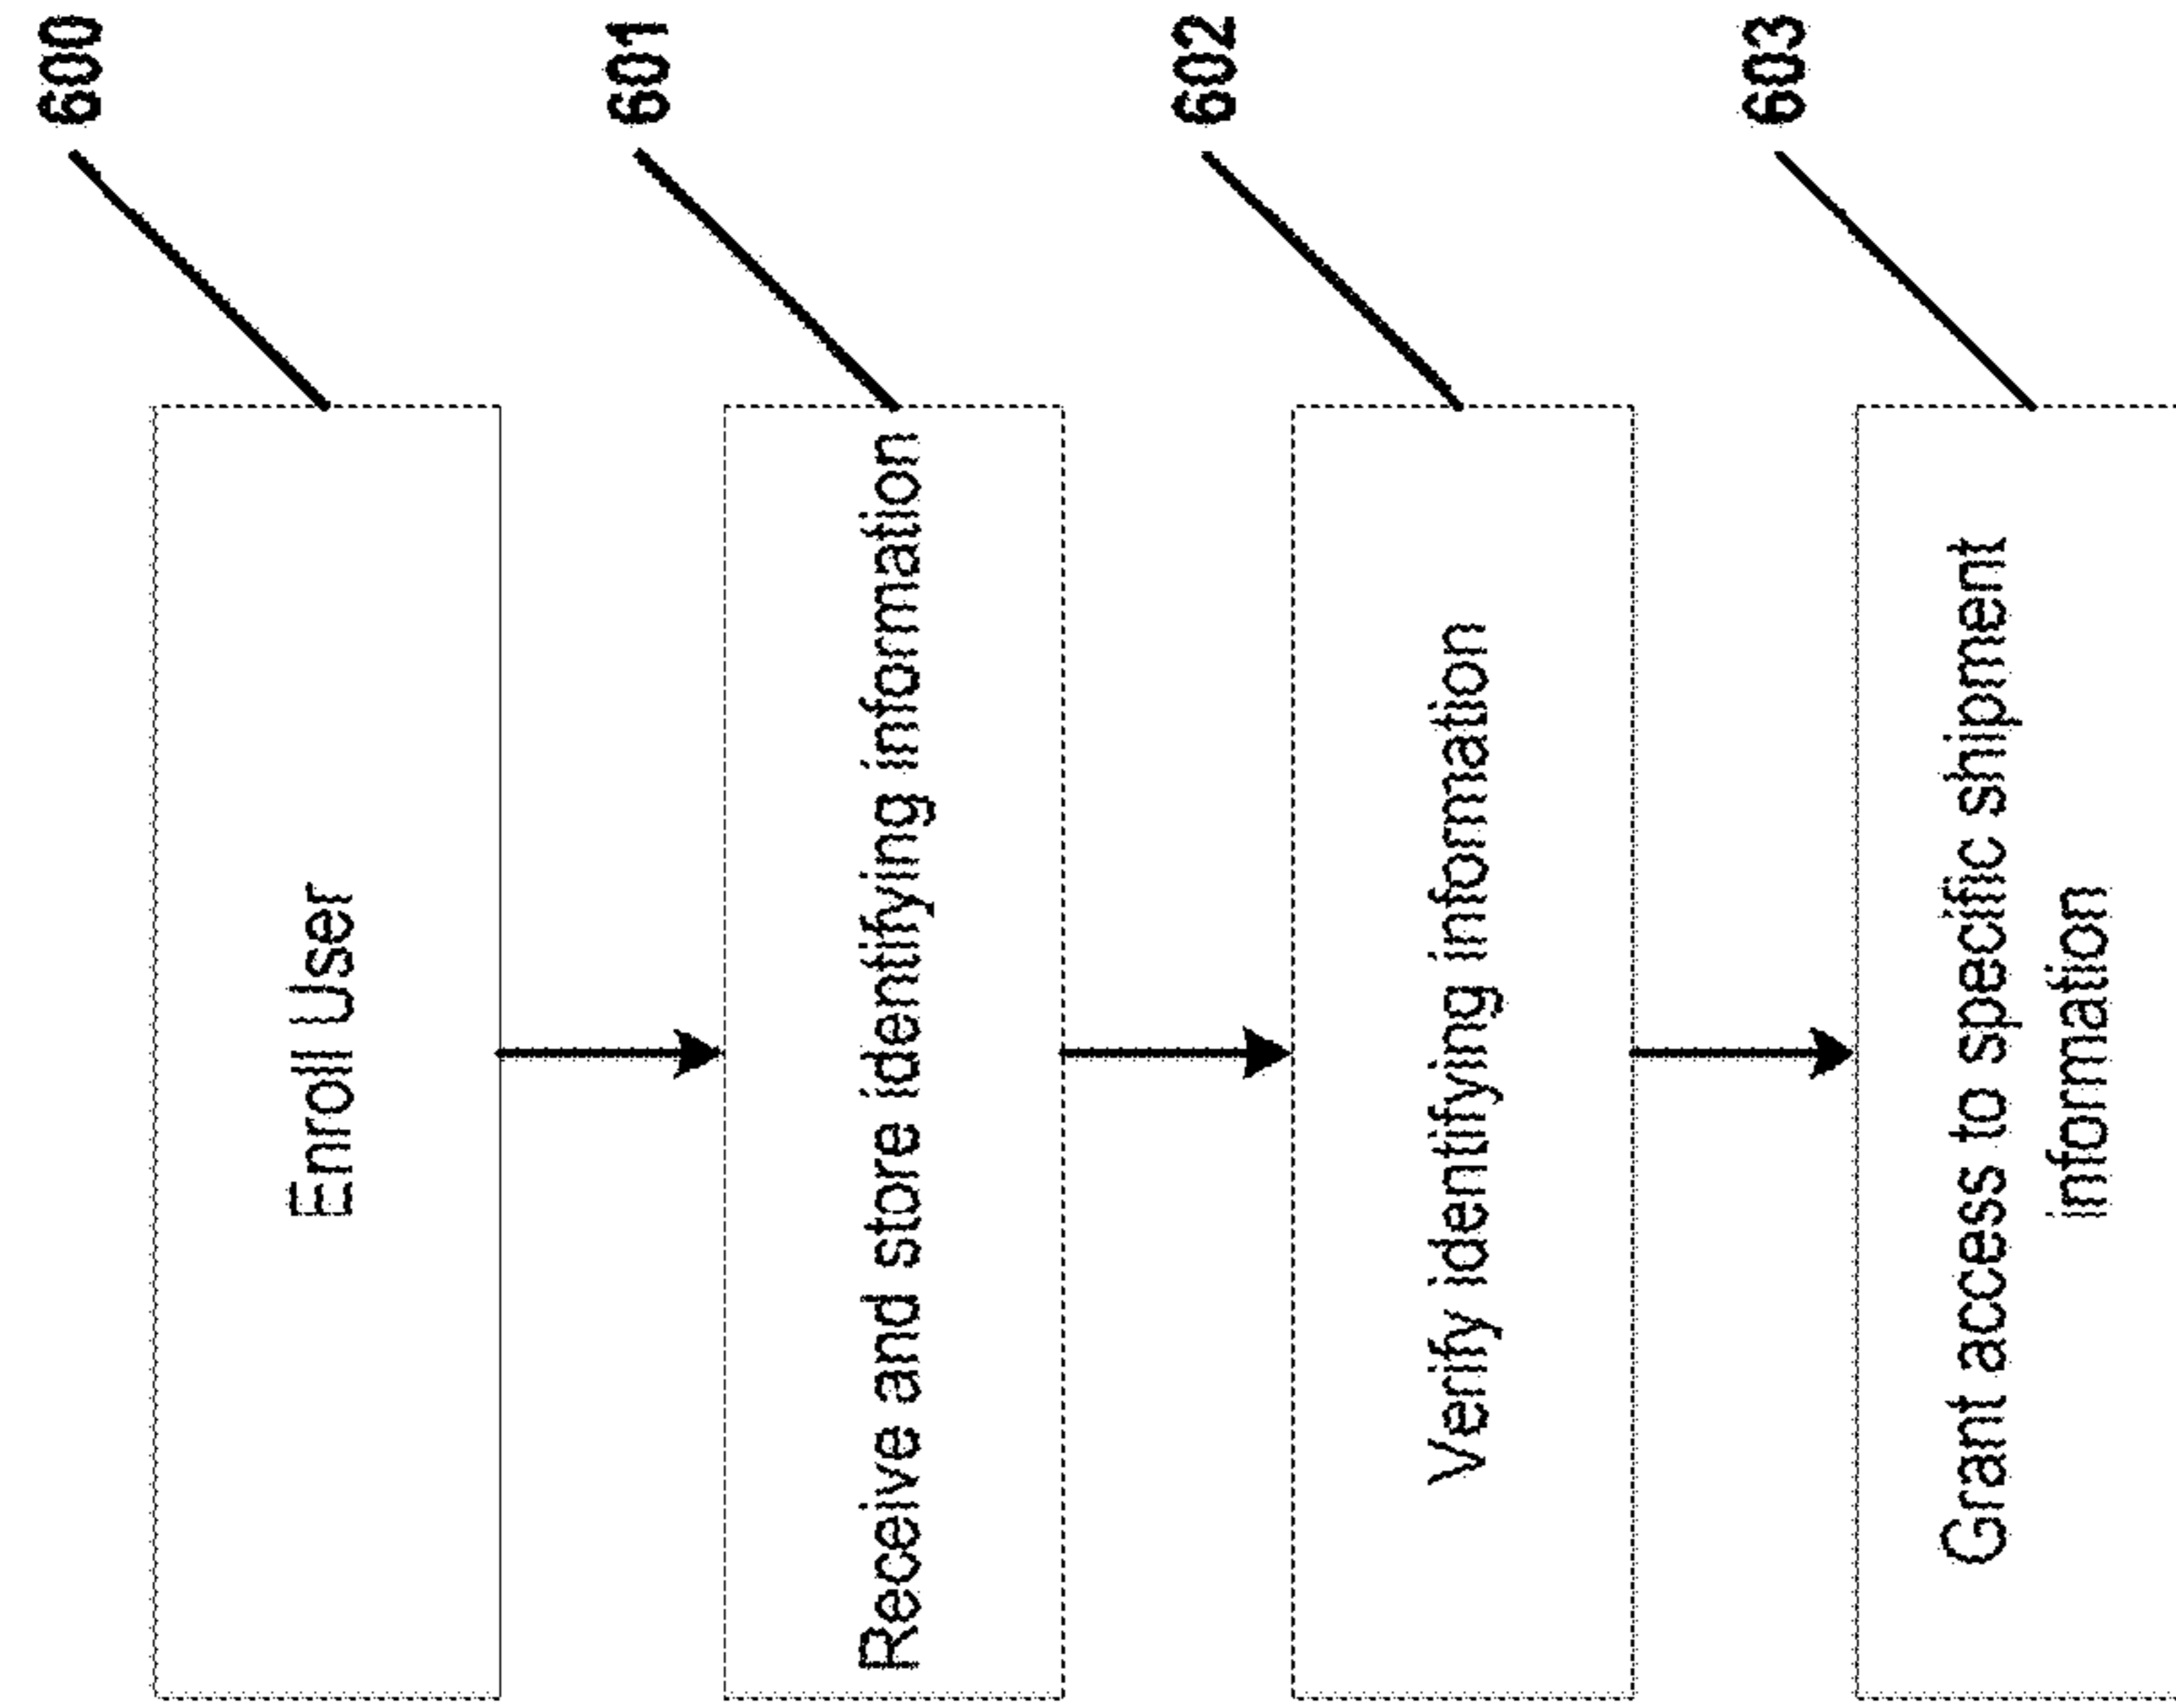 600
Enroll User
601
Receive and store identifying information
602
Verify identifying information
603
Grant access to specific shipment
information